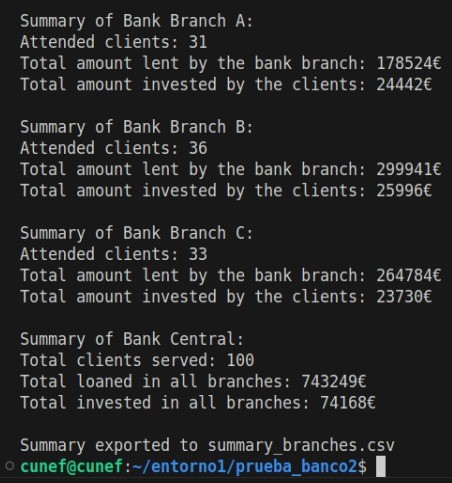 Summary of Bank Branch A:
Attended clients: 31
Total amount lent by the bank branch: 178524€
Total amount invested by the clients: 24442€
Summary of Bank Branch B:
Attended clients: 36
Total amount lent by the bank branch: 299941€
Total amount invested by the clients: 25996€
Summary of Bank Branch C:
Attended clients: 33
Total amount lent by the bank branch: 264784€
Total amount invested by the clients: 23730€
Summary of Bank Central:
Total clients served: 100
Total loaned in all branches: 743249€
Total invested in all branches: 74168€
Summary exported to summary_branches.csv
cunef@cunef:~/entorno1/prueba_banco2$